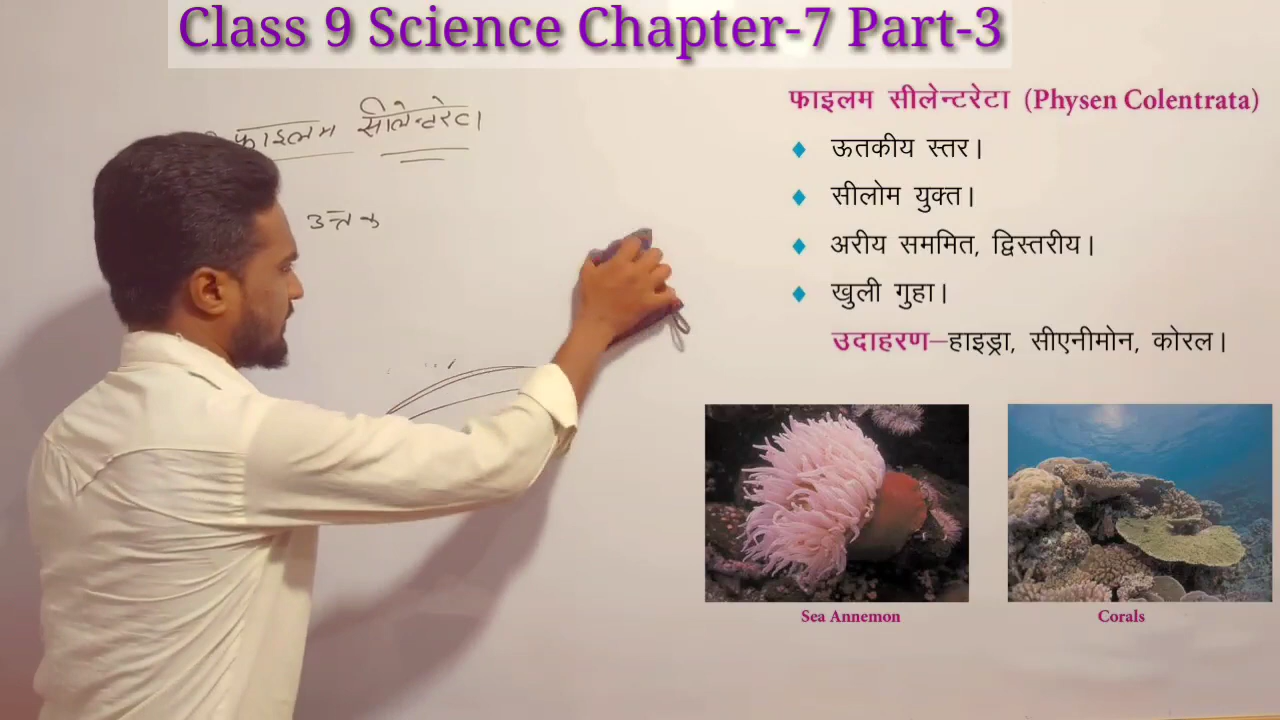 Class 9 Science Chapter-7 Part-3
फाइलम सीलेन्टरेटा
ऊतक
फाइलम सीलेन्टरेटा (Physen Colentrata)
ऊतकीय स्तर।
सीलोम युक्त।
अरीय सममित, द्विस्तरीय।
खुली गुहा।
उदाहरण–हाइड्रा, सीएनीमोन, कोरल।
Sea Annemon
Corals